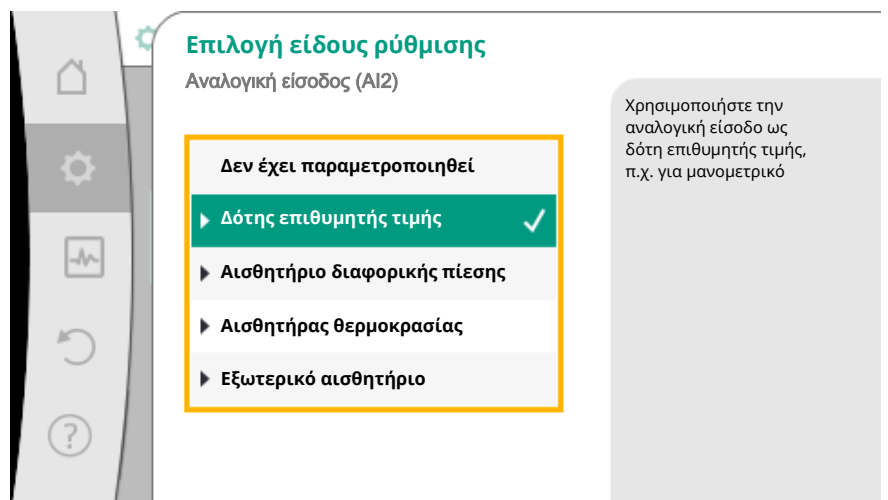 Επιλογή είδους ρύθμισης
Αναλογική είσοδος (AI2)
Δεν έχει παραμετροποιηθεί
Δότης επιθυμητής τιμής
Αισθητήριο διαφορικής πίεσης
Αισθητήρας θερμοκρασίας
Εξωτερικό αισθητήριο
Χρησιμοποιήστε την
αναλογική είσοδο ως
δότη επιθυμητής τιμής,
π.χ. για μανομετρικό
?